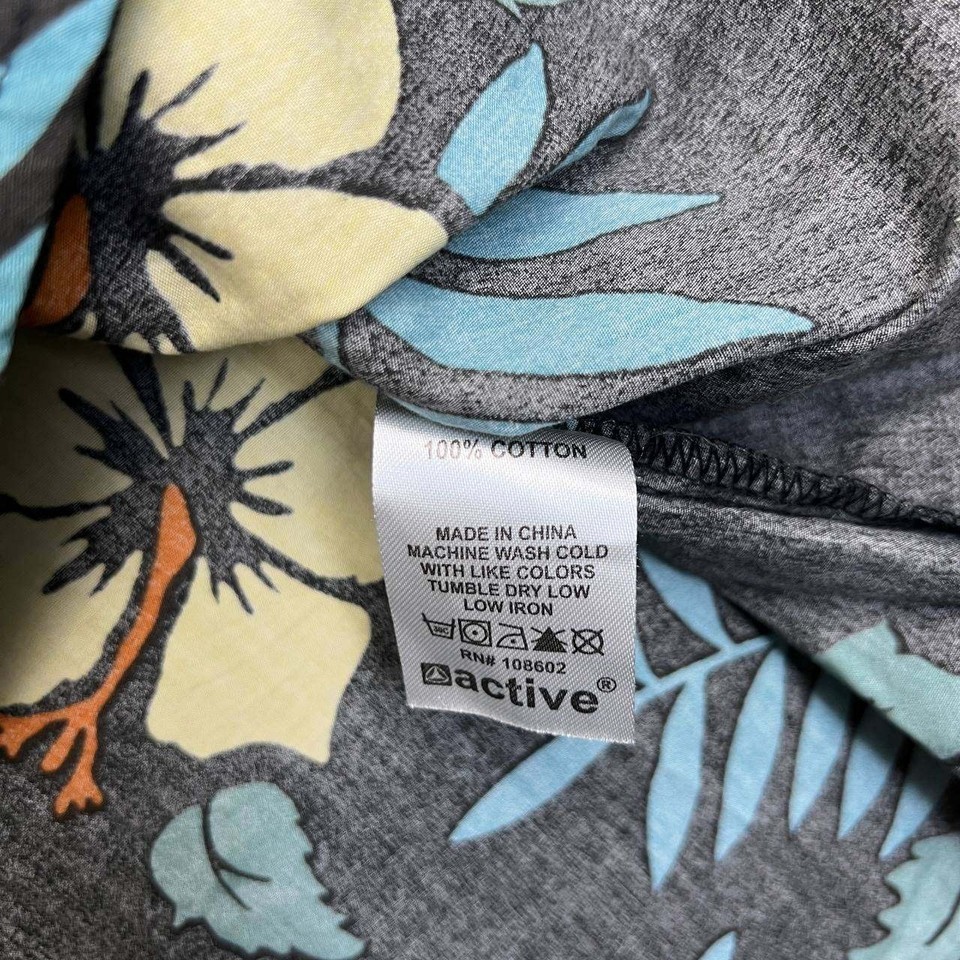 100% COTTON
MADE IN CHINA
MACHINE WASH COLD
WITH LIKE COLORS
TUMBLE DRY LOW
LOW IRON
30C
RN# 108602
active®